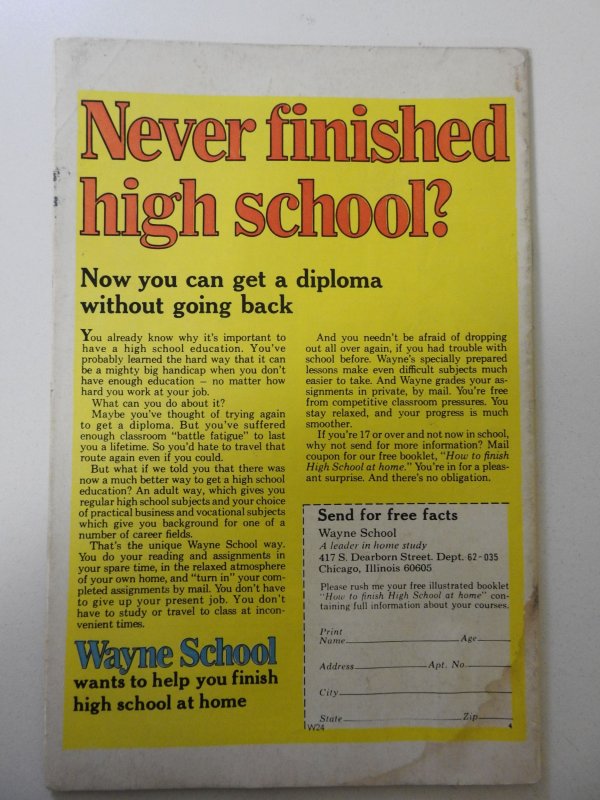 Never finished
high school?
Now you can get a diploma
without going back
You already know why it's important to
have a high school education. You've
probably learned the hard way that it can
be a mighty big handicap when you don't
have enough education – no matter how
hard you work at your job.
What can you do about it?
Maybe you've thought of trying again
to get a diploma. But you've suffered
enough classroom "battle fatigue" to last
you a lifetime. So you'd hate to travel that
route again even if you could.
But what if we told you that there was
now a much better way to get a high school
education? An adult way, which gives you
regular high school subjects and your choice
of practical business and vocational subjects
which give you background for one of a
number of career fields.
That's the unique Wayne School way.
You do your reading and assignments in
your spare time, in the relaxed atmosphere
of your own home, and "turn in" your com-
pleted assignments by mail. You don't have
to give up your present job. You don't
have to study or travel to class at incon-
venient times.
Wayne School
wants to help you finish
high school at home
And you needn't be afraid of dropping
out all over again, if you had trouble with
school before. Wayne's specially prepared
lessons make even difficult subjects much
easier to take. And Wayne grades your as-
signments in private, by mail. You're free
from competitive classroom pressures. You
stay relaxed, and your progress is much
smoother.
If you're 17 or over and not now in school,
why not send for more information? Mail
coupon for our free booklet, "How to finish
High School at home." You're in for a pleas-
ant surprise. And there's no obligation.
Send for free facts
Wayne School
A leader in home study
417 S. Dearborn Street. Dept. 62-035
Chicago, Illinois 60605
Please rush me your free illustrated booklet
"How to finish High School at home" con-
taining full information about your courses.
Print
Name Age
Address Apt. No.
City
State Zip
W24 4